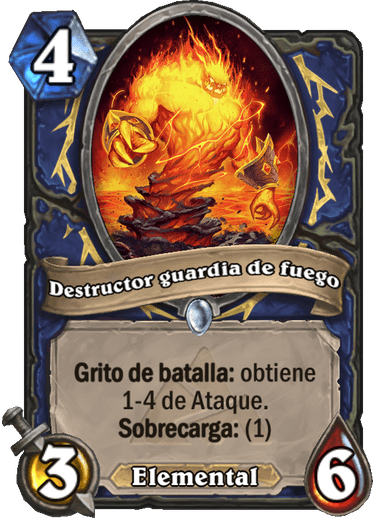 4
Destructor guardia de fuego
Grito de batalla: obtiene
1-4 de Ataque.
Sobrecarga: (1)
3
Elemental
6